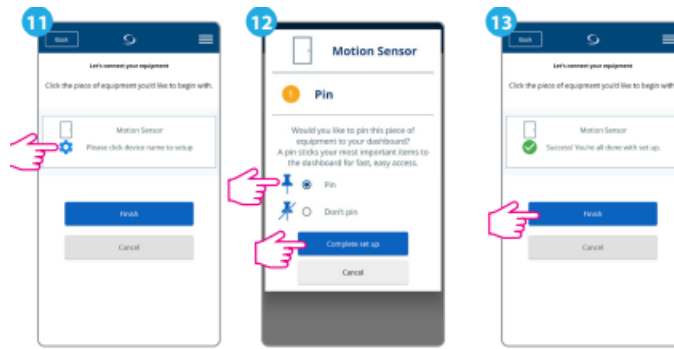 11
Back
Let's connect your equipment
Click the piece of equipment you'd like to begin with.
Motion Sensor
Please click device name to setup
Finish
Cancel
12
Motion Sensor
!
Pin
Would you like to pin this piece of
equipment to your dashboard?
A pin sticks your most important items to
the dashboard for fast, easy access.
Pin
Don't pin
Complete set up
Cancel
13
Back
Let's connect your equipment
Click the piece of equipment you'd like to begin with
Motion Sensor
Success! You're all done with set up.
Finish
Cancel